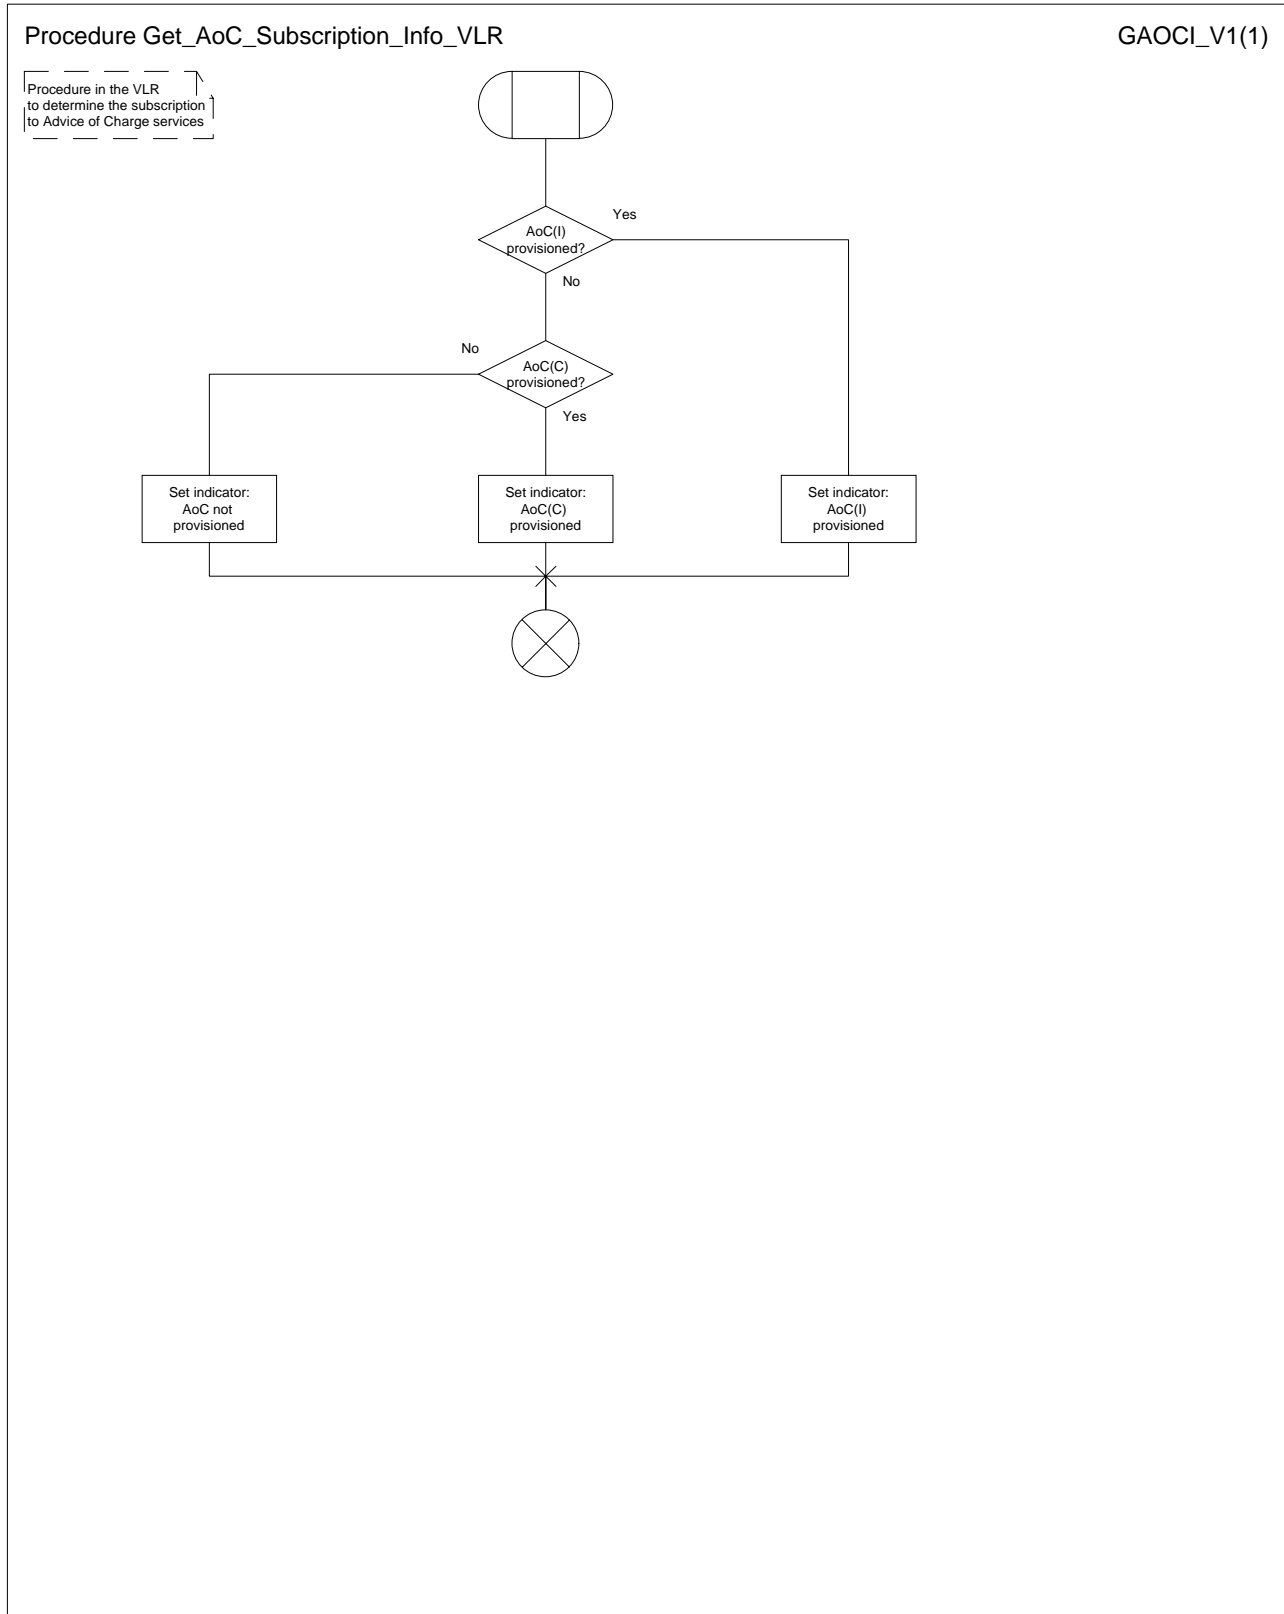 Procedure Get_AoC_Subscription_Info_VLR
GAOCI_V1(1)
Procedure in the VLR
to determine the subscription
to Advice of Charge services
Yes
AoC(I)
provisioned?
No
No
AoC(C)
provisioned?
Yes
Set indicator:
AoC not
provisioned
Set indicator:
AoC(C)
provisioned
Set indicator:
AoC(I)
provisioned